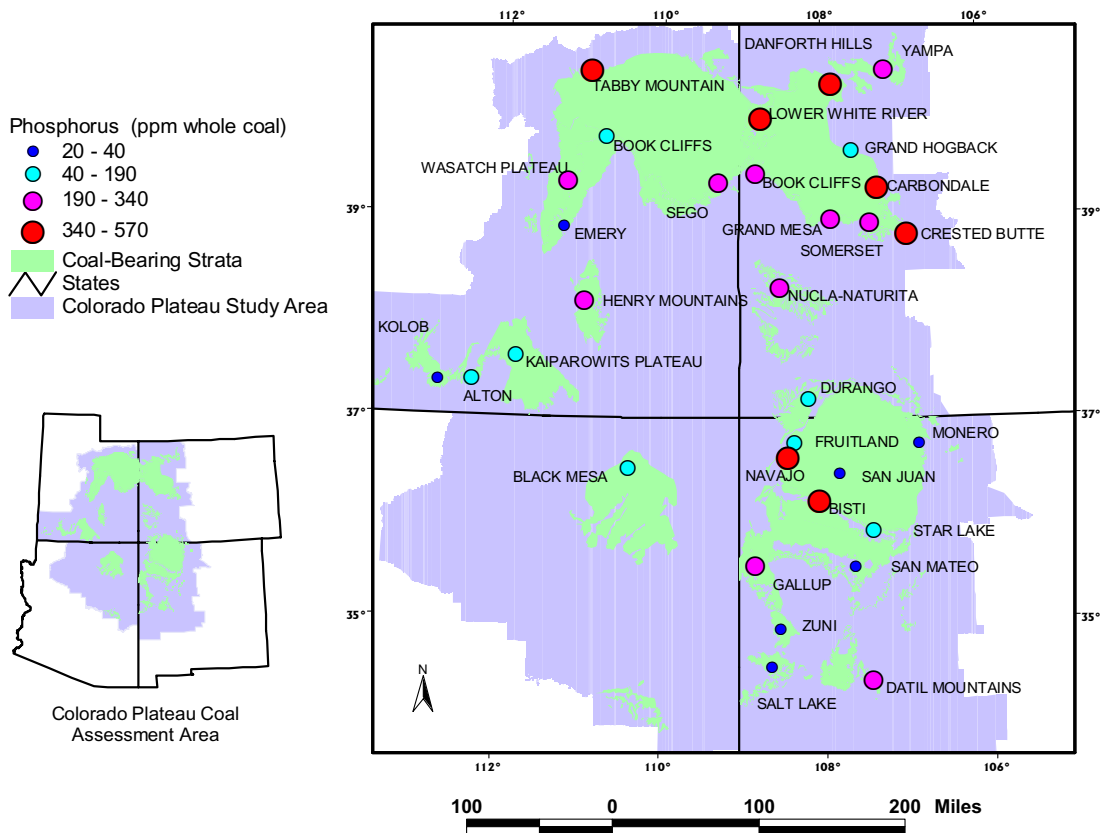 112°
110°
108°
106°
DANFORTH HILLS
YAMPA
TABBY MOUNTAIN
LOWER WHITE RIVER
Phosphorus (ppm whole coal)
20 - 40
40 - 190
190 - 340
340 - 570
Coal-Bearing Strata
States
Colorado Plateau Study Area
BOOK CLIFFS
GRAND HOGBACK
WASATCH PLATEAU
BOOK CLIFFS
CARBONDALE
SEGO
39°
39°
GRAND MESA
EMERY
CRESTED BUTTE
SOMERSET
HENRY MOUNTAINS
NUCLA-NATURITA
KOLOB
KAIPAROWITS PLATEAU
ALTON
DURANGO
37°
37°
MONERO
FRUITLAND
BLACK MESA
NAVAJO
SAN JUAN
BISTI
STAR LAKE
SAN MATEO
GALLUP
35°
35°
ZUNI
N
DATIL MOUNTAINS
SALT LAKE
Colorado Plateau Coal
Assessment Area
112°
110°
108°
106°
100 0 100 200 Miles